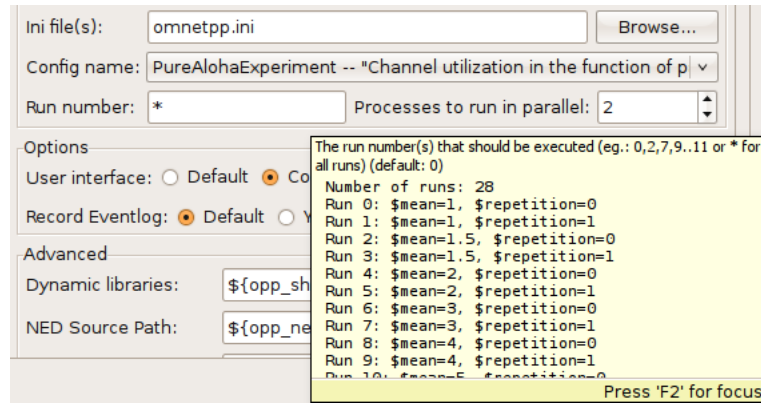 Ini file(s): omnetpp.ini Browse...
Config name: PureAlohaExperiment -- "Channel utilization in the function of p
Run number: * Processes to run in parallel: 2
Options
User interface: Default Co
Record Eventlog: Default Y
Advanced
Dynamic libraries: ${opp_sh
NED Source Path: ${opp_ne
The run number(s) that should be executed (eg.: 0,2,7,9..11 or * for
all runs) (default: 0)
Number of runs: 28
Run 0: $mean=1, $repetition=0
Run 1: $mean=1, $repetition=1
Run 2: $mean=1.5, $repetition=0
Run 3: $mean=1.5, $repetition=1
Run 4: $mean=2, $repetition=0
Run 5: $mean=2, $repetition=1
Run 6: $mean=3, $repetition=0
Run 7: $mean=3, $repetition=1
Run 8: $mean=4, $repetition=0
Run 9: $mean=4, $repetition=1
Run 10: $mean=5, $repetition=0
Press 'F2' for focus